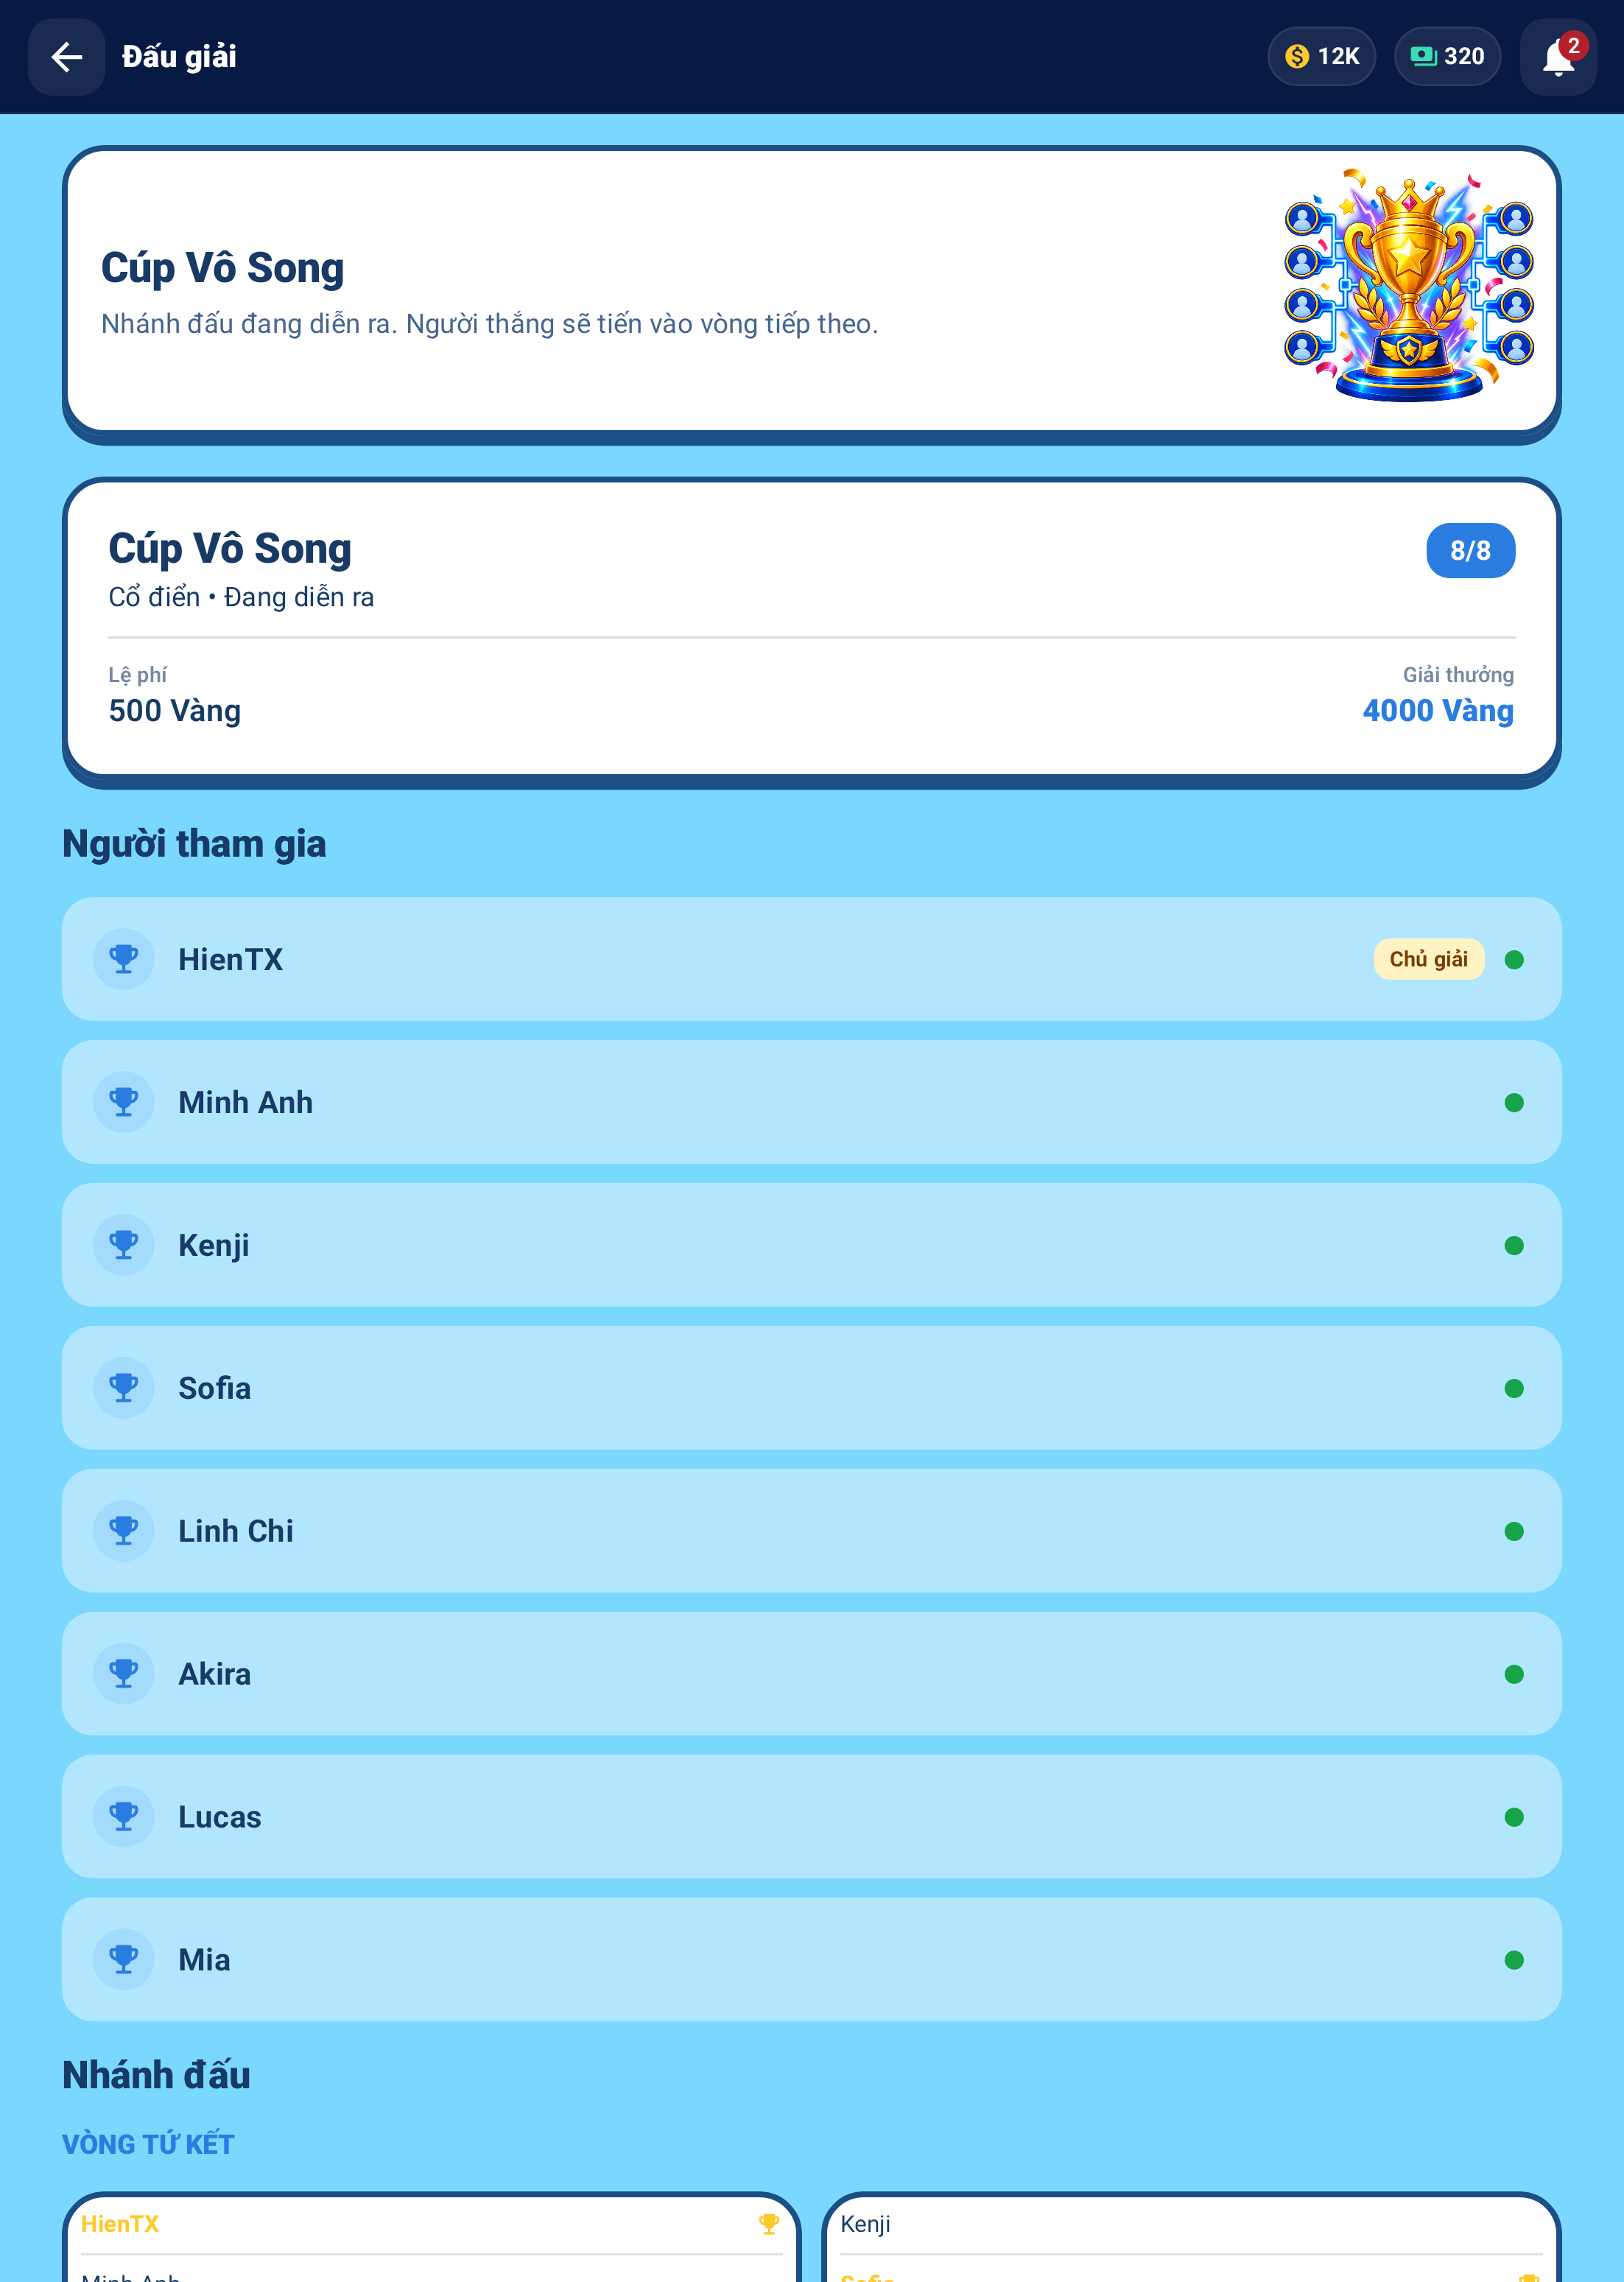 Đấu giải
12K
320
2
Cúp Vô Song
Nhánh đấu đang diễn ra. Người thắng sẽ tiến vào vòng tiếp theo.
Cúp Vô Song
8/8
Cổ điển • Đang diễn ra
Lệ phí
Giải thưởng
500 Vàng
4000 Vàng
Người tham gia
HienTX
Chủ giải
Minh Anh
Kenji
Sofia
Linh Chi
Akira
Lucas
Mia
Nhánh đấu
VÒNG TỨ KẾT
HienTX
Kenji
Minh Anh
Sofia